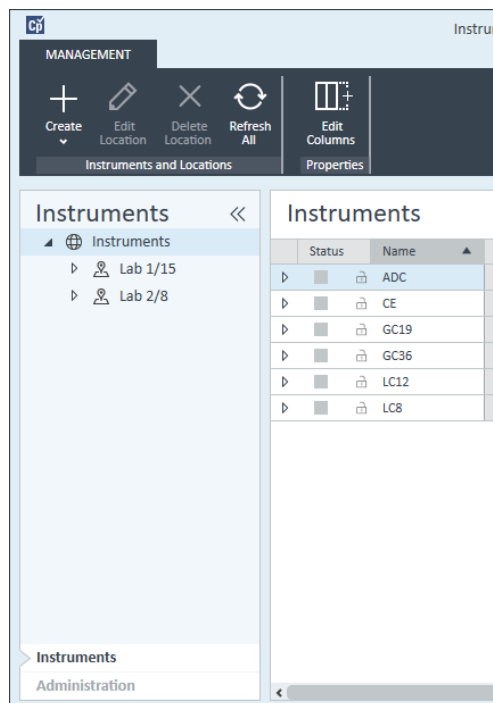 Cp
Instru
MANAGEMENT
Create
Edit
Location
Delete
Location
Refresh
All
Edit
Columns
Instruments and Locations
Properties
Instruments
Instruments
Lab 1/15
Lab 2/8
Instruments
Administration
Instruments
Status Name
ADC
CE
GC19
GC36
LC12
LC8